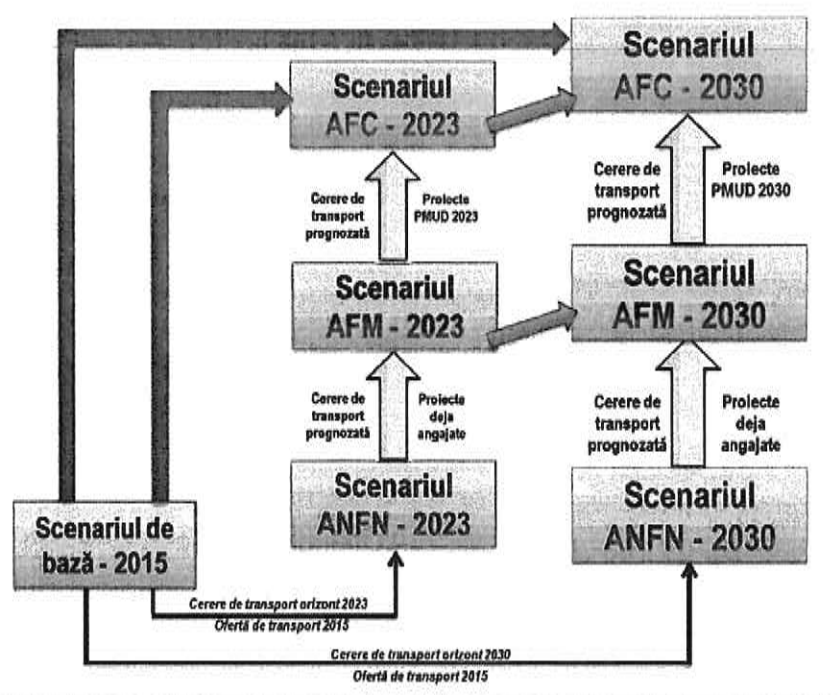 Scenariul
AFC - 2030
Scenariul
AFC - 2023
Cerere de
transport
prognozată
Proiecte
PMUD 2030
Cerere de
transport
prognozată
Proiecte
PMUD 2023
Scenariul
AFM - 2030
Scenariul
AFM - 2023
Cerere de
transport
prognozată
Proiecte
deja
angajate
Cerere de
transport
prognozată
Proiecte
deja
angajate
Scenariul
ANFN - 2023
Scenariul
ANFN - 2030
Scenariul de
bază - 2015
Cerere de transport orizont 2023
Ofertă de transport 2015
Cerere de transport orizont 2030
Ofertă de transport 2015